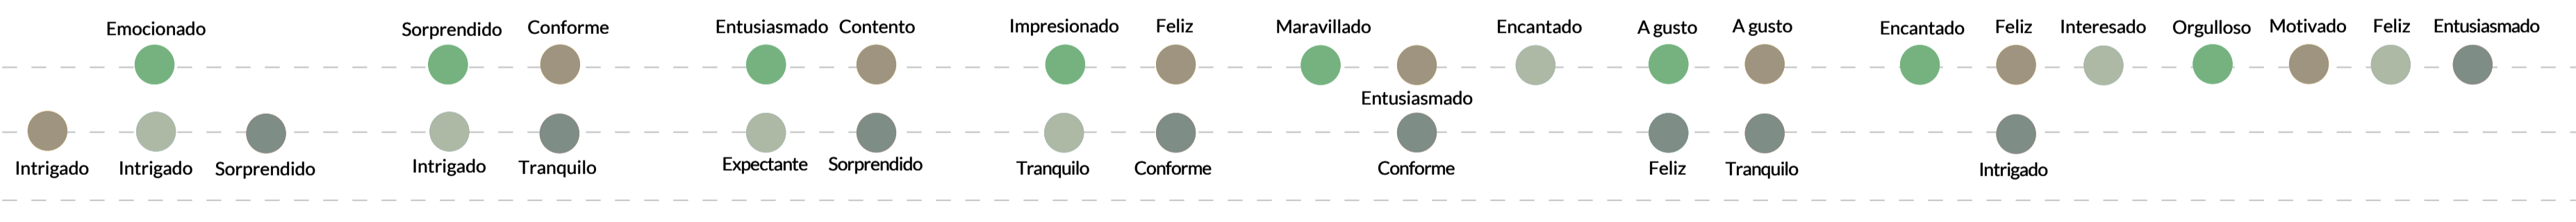 Emocionado
Sorprendido Conforme
Entusiasmado Contento
Impresionado Feliz
Maravillado
Encantado
A gusto A gusto
Encantado Feliz Interesado
Orgulloso Motivado Feliz Entusiasmado
Entusiasmado
Intrigado Intrigado Sorprendido
Intrigado Tranquilo
Expectante Sorprendido
Tranquilo Conforme
Conforme
Feliz Tranquilo
Intrigado